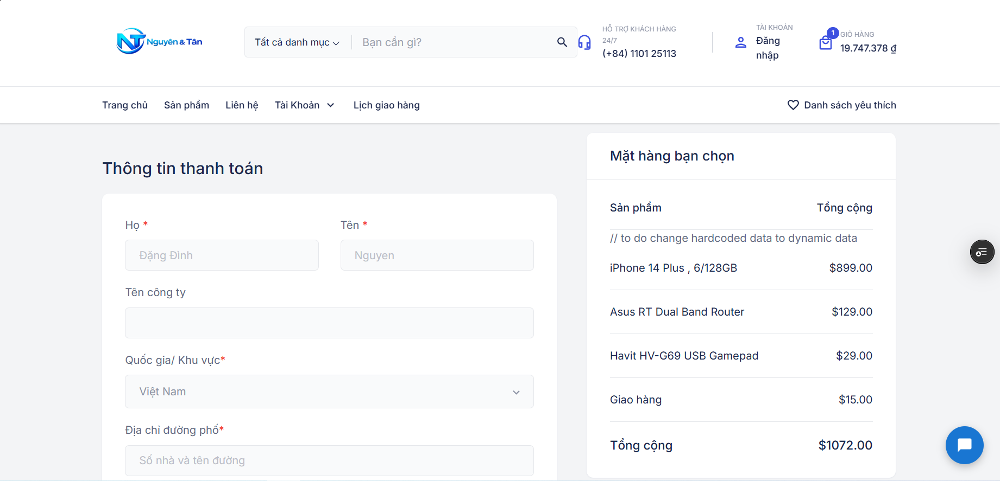 NT Nguyên & Tân
Tất cả danh mục
Bạn cần gì?
HỖ TRỢ KHÁCH HÀNG
24/7
(+84) 1101 25113
TÀI KHOẢN
Đăng
nhập
1
GIỎ HÀNG
19.747.378 ₫
Trang chủ
Sản phẩm
Liên hệ
Tài Khoản
Lịch giao hàng
Danh sách yêu thích
Thông tin thanh toán
Họ *
Tên *
Đặng Đình
Nguyen
Tên công ty
Quốc gia/ Khu vực*
Việt Nam
Địa chỉ đường phố*
Số nhà và tên đường
Mặt hàng bạn chọn
Sản phẩm Tổng cộng
// to do change hardcoded data to dynamic data
iPhone 14 Plus , 6/128GB $899.00
Asus RT Dual Band Router $129.00
Havit HV-G69 USB Gamepad $29.00
Giao hàng $15.00
Tổng cộng $1072.00